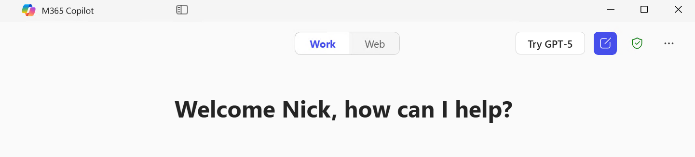 M365 Copilot
Work
Web
Try GPT-5
Welcome Nick, how can I help?